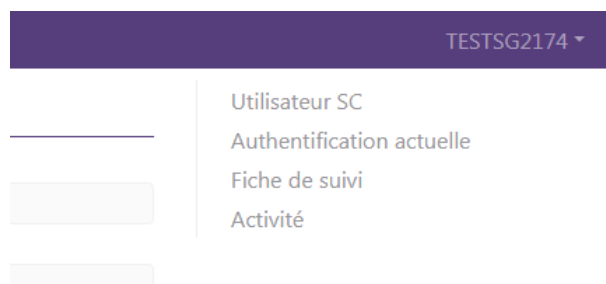 TESTSG2174
Utilisateur SC
Authentification actuelle
Fiche de suivi
Activité